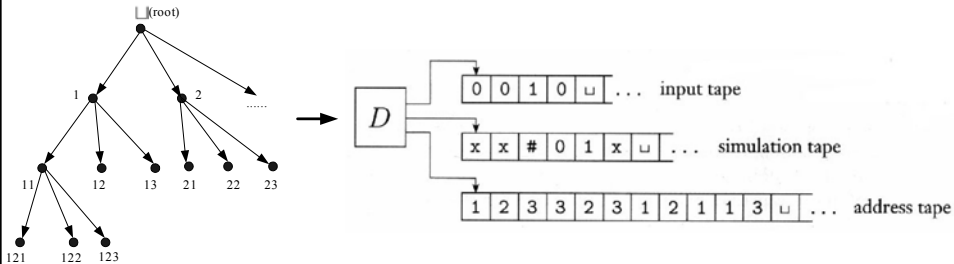 ⊔(root)
1 2 ......
11 12 13 21 22 23
121 122 123
D
0 0 1 0 ⊔ ... input tape
x x # 0 1 x ⊔ ... simulation tape
1 2 3 3 2 3 1 2 1 1 3 ⊔ ... address tape